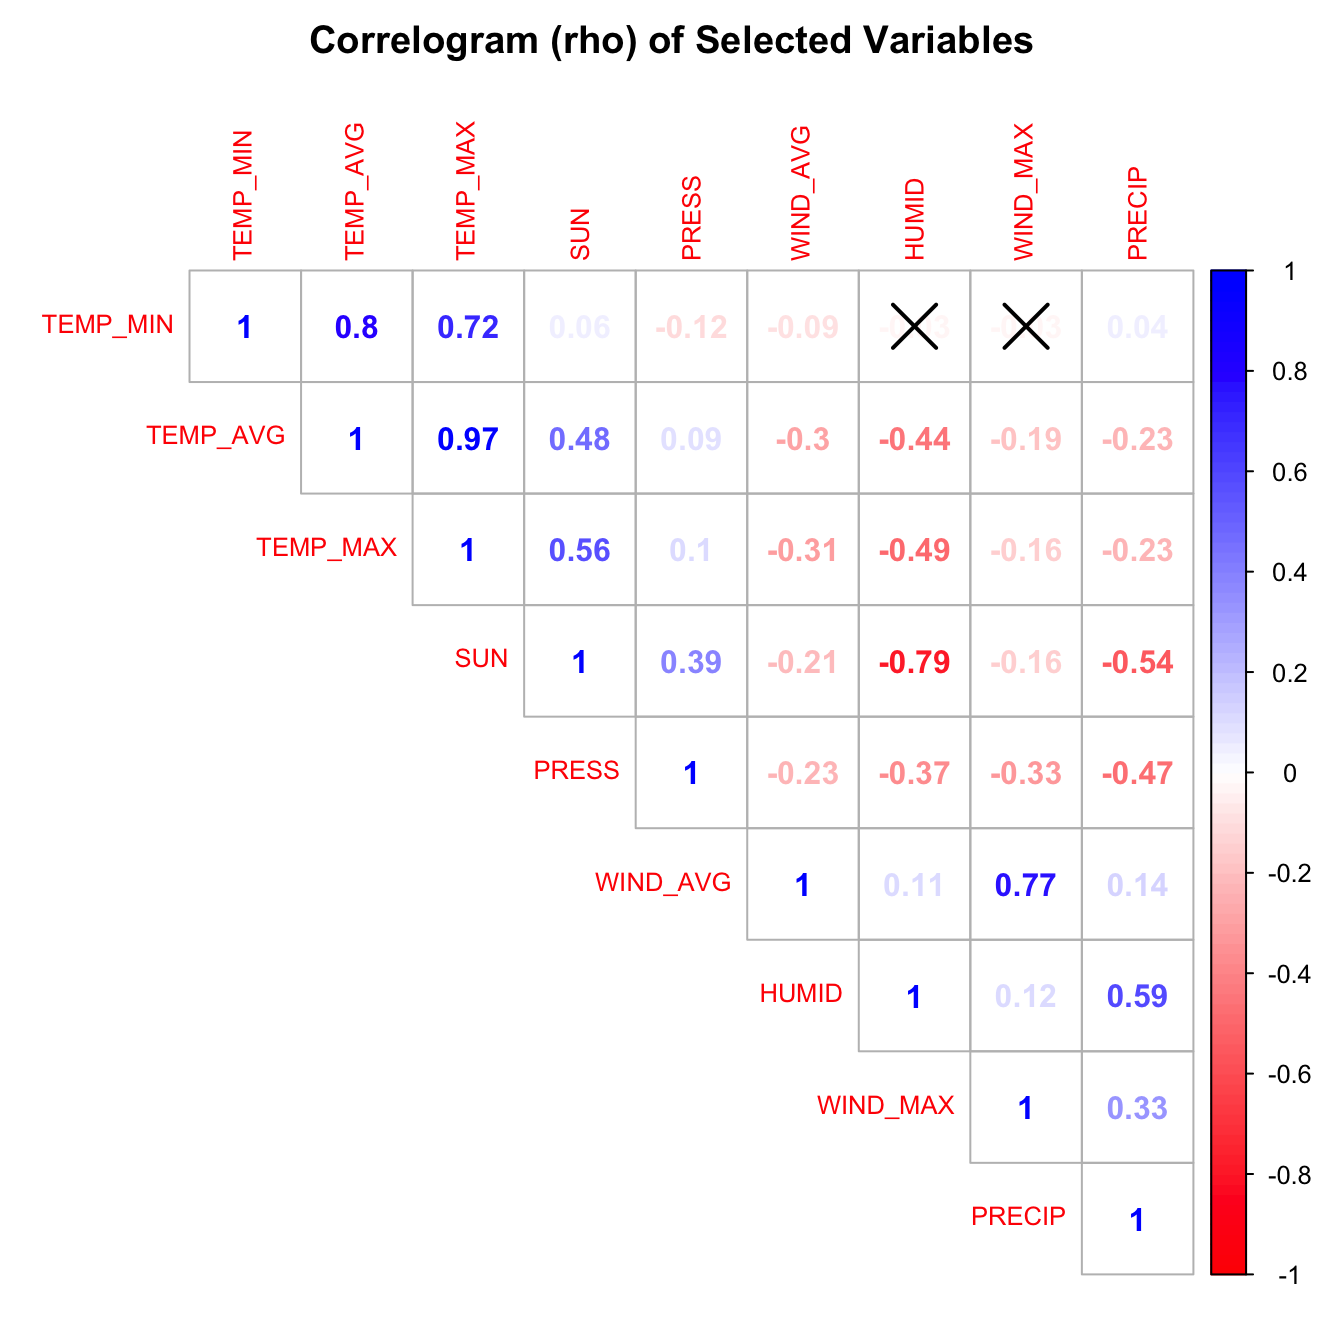 Correlogram (rho) of Selected Variables
TEMP_MIN TEMP_AVG TEMP_MAX SUN PRESS WIND_AVG HUMID WIND_MAX PRECIP
TEMP_MIN 1 0.8 0.72 0.06 -0.12 -0.09 0.04
TEMP_AVG 1 0.97 0.48 0.09 -0.3 -0.44 -0.19 -0.23
TEMP_MAX 1 0.56 0.1 -0.31 -0.49 -0.16 -0.23
SUN 1 0.39 -0.21 -0.79 -0.16 -0.54
PRESS 1 -0.23 -0.37 -0.33 -0.47
WIND_AVG 1 0.11 0.77 0.14
HUMID 1 0.12 0.59
WIND_MAX 1 0.33
PRECIP 1
1
0.8
0.6
0.4
0.2
0
-0.2
-0.4
-0.6
-0.8
-1